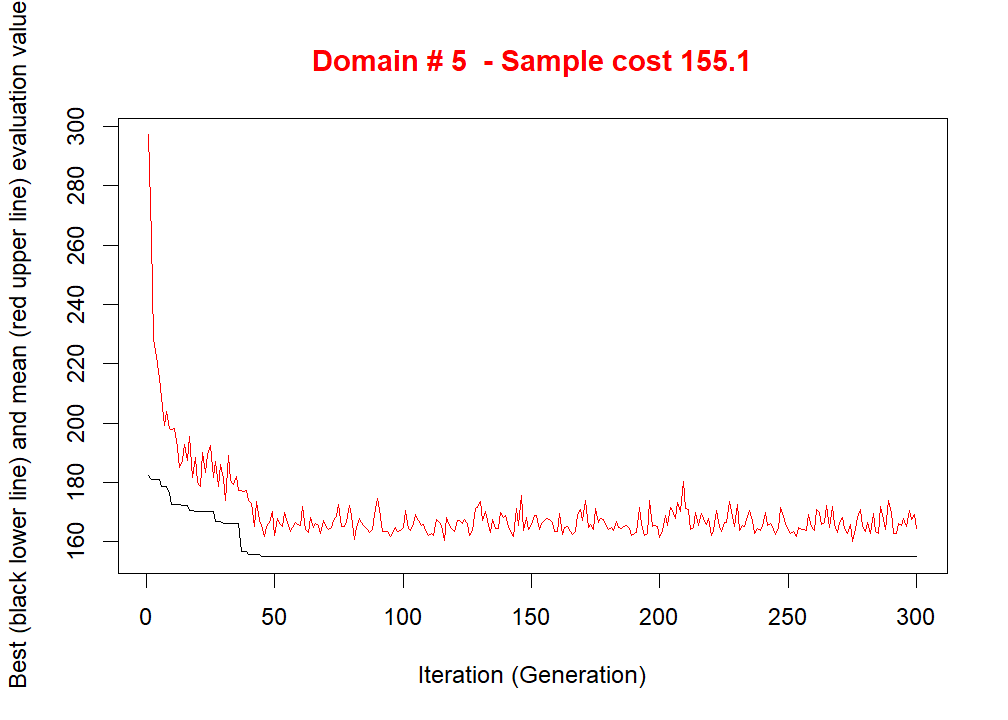 Domain # 5  - Sample cost 155.1
Best (black lower line) and mean (red upper line) evaluation value
300
280
260
240
220
200
180
160
0 50 100 150 200 250 300
Iteration (Generation)